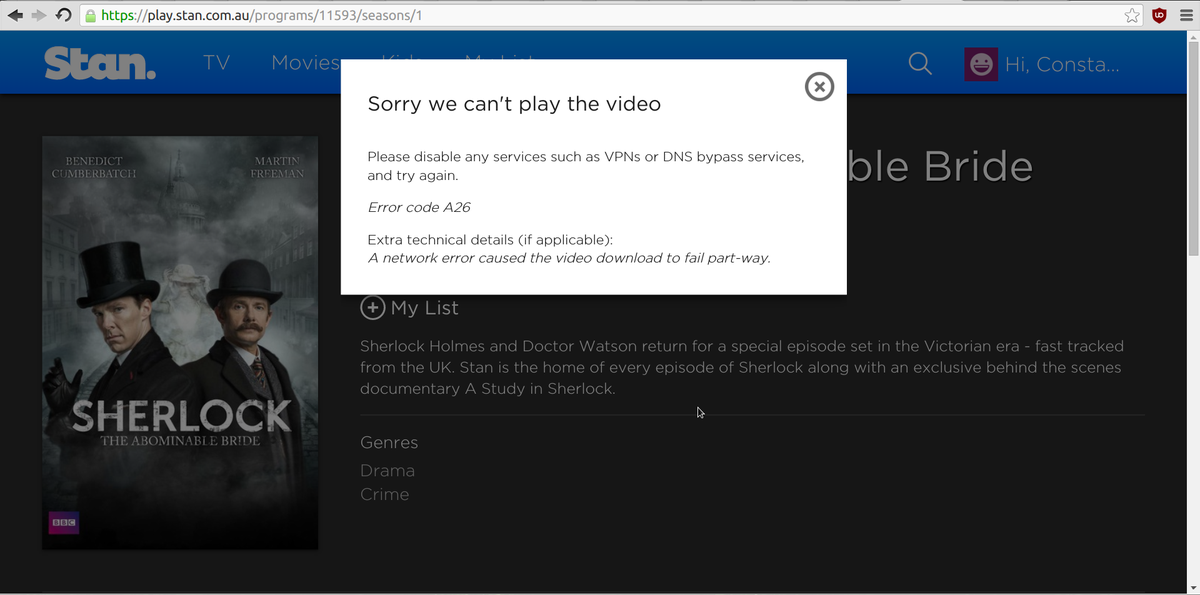 https://play.stan.com.au/programs/11593/seasons/1
Stan.
TV Movies
Hi, Consta...
Sorry we can't play the video
Please disable any services such as VPNs or DNS bypass services,
and try again.
Error code A26
Extra technical details (if applicable):
A network error caused the video download to fail part-way.
BENEDICT
CUMBERBATCH
MARTIN
FREEMAN
SHERLOCK
THE ABOMINABLE BRIDE
BBC
ble Bride
My List
Sherlock Holmes and Doctor Watson return for a special episode set in the Victorian era - fast tracked
from the UK. Stan is the home of every episode of Sherlock along with an exclusive behind the scenes
documentary A Study in Sherlock.
Genres
Drama
Crime